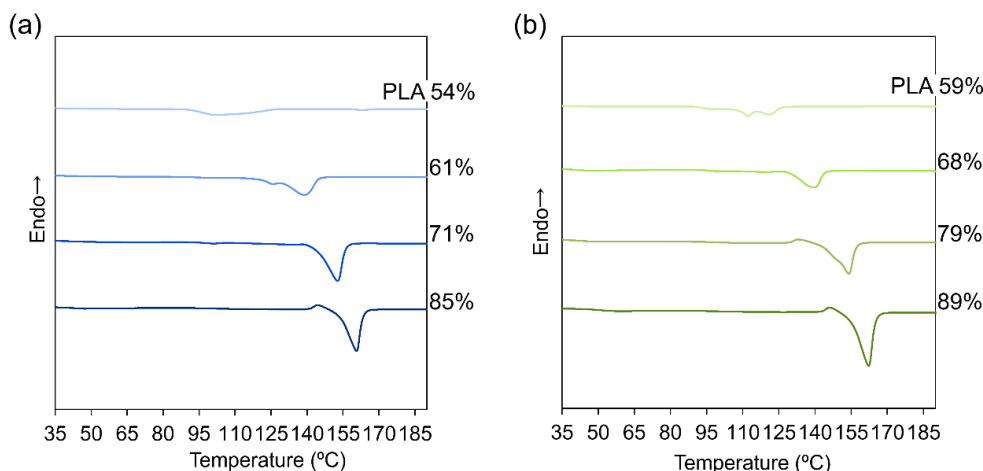 (a)
PLA 54%
61%
71%
85%
Endo→
35 50 65 80 95 110 125 140 155 170 185
Temperature (ºC)
(b)
PLA 59%
68%
79%
89%
Endo→
35 50 65 80 95 110 125 140 155 170 185
Temperature (ºC)